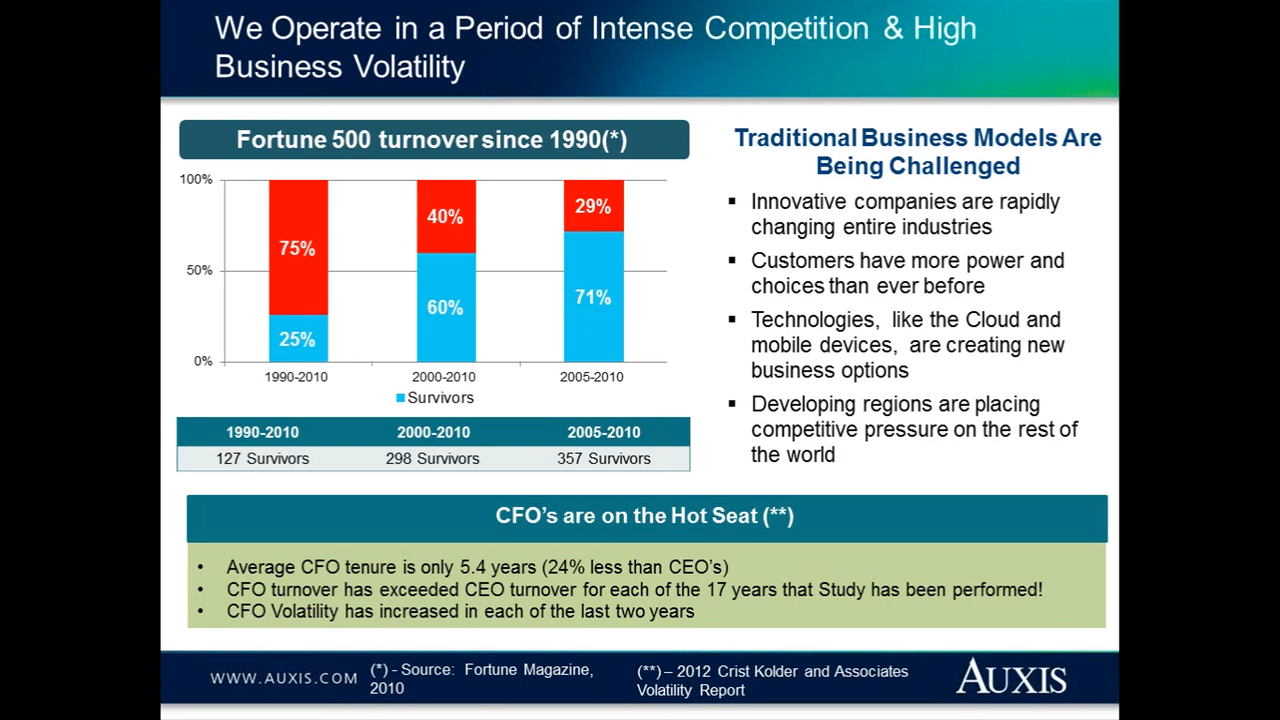 We Operate in a Period of Intense Competition & High
Business Volatility
Fortune 500 turnover since 1990(*)
100%
50%
0%
75%
25%
40%
60%
29%
71%
1990-2010
2000-2010
2005-2010
Survivors
1990-2010 2000-2010 2005-2010
127 Survivors 298 Survivors 357 Survivors
Traditional Business Models Are
Being Challenged
▪ Innovative companies are rapidly
changing entire industries
▪ Customers have more power and
choices than ever before
▪ Technologies, like the Cloud and
mobile devices, are creating new
business options
▪ Developing regions are placing
competitive pressure on the rest of
the world
CFO's are on the Hot Seat (**)
• Average CFO tenure is only 5.4 years (24% less than CEO's)
• CFO turnover has exceeded CEO turnover for each of the 17 years that Study has been performed!
• CFO Volatility has increased in each of the last two years
WWW.AUXIS.COM
(*) - Source: Fortune Magazine,
2010
(**) – 2012 Crist Kolder and Associates
Volatility Report
AUXIS